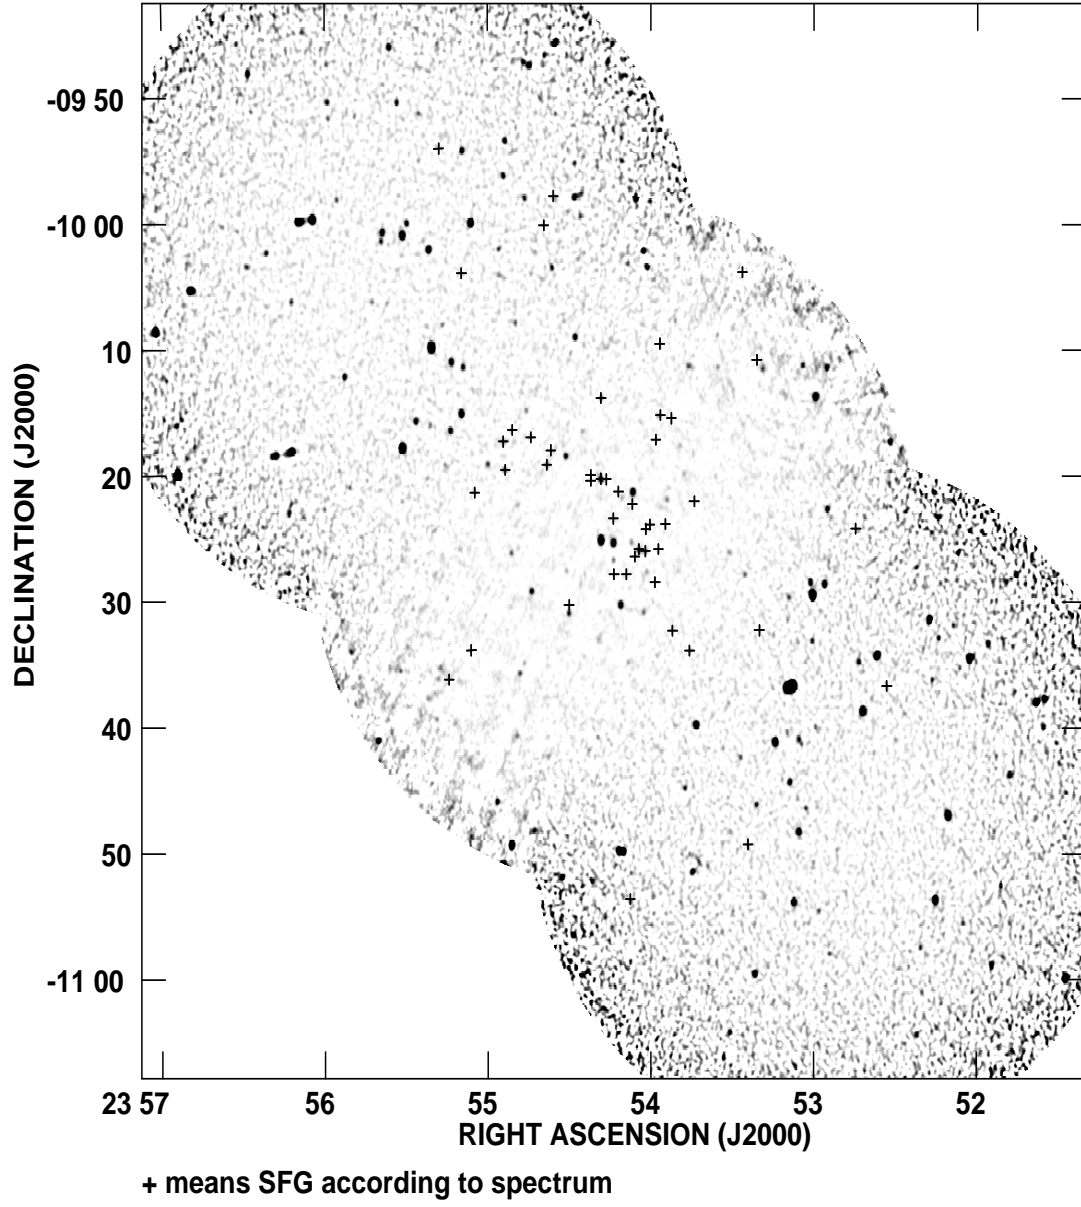 -09 50
-10 00
10
20
30
40
50
-11 00
DECLINATION (J2000)
23 57 56 55 54 53 52
RIGHT ASCENSION (J2000)
+ means SFG according to spectrum